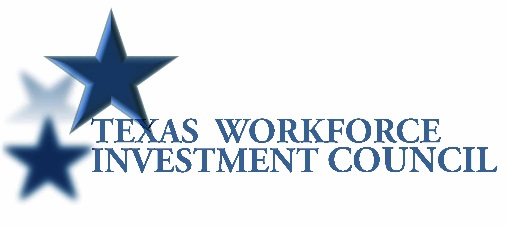 TEXAS WORKFORCE
INVESTMENT COUNCIL